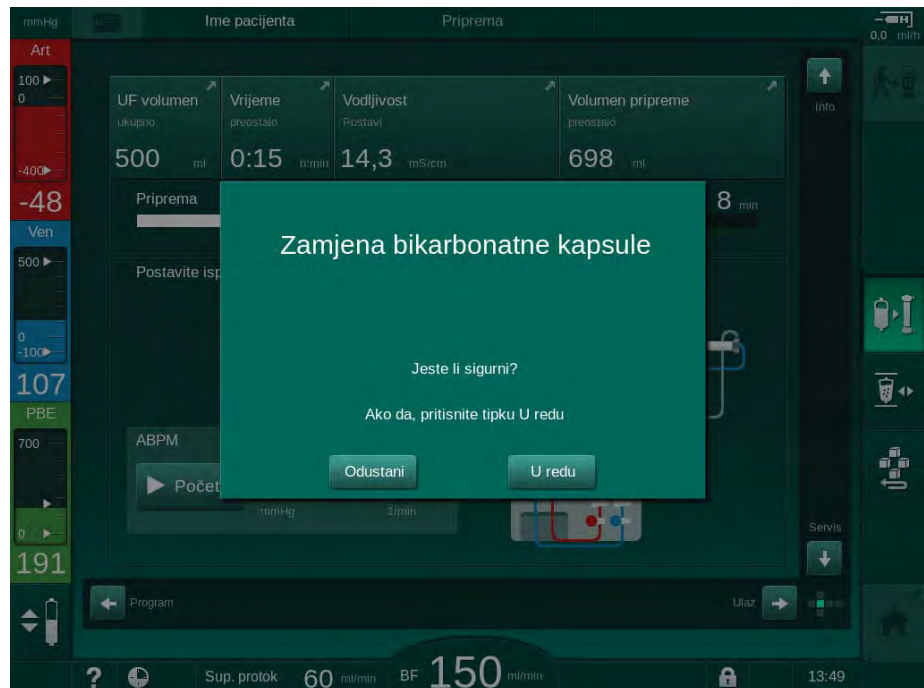 mmHg
Ime pacijenta
Priprema
0,0 ml/h
Art
100
0
-400
-48
Ven
500
0
-100
107
PBE
700
0
191
UF volumen
ukupno
500 ml
Vrijeme
preostalo
0:15 h:min
Vodljivost
Postavi
14,3 mS/cm
Volumen pripreme
preostalo
698 ml
Info
Priprema
8 min
Postavite isp
Zamjena bikarbonatne kapsule
Jeste li sigurni?
Ako da, pritisnite tipku U redu
Odustani
U redu
ABPM
Počet
mmHg
1/min
Servis
Program
Ulaz
?
Sup. protok 60 ml/min
BF 150 ml/min
13:49